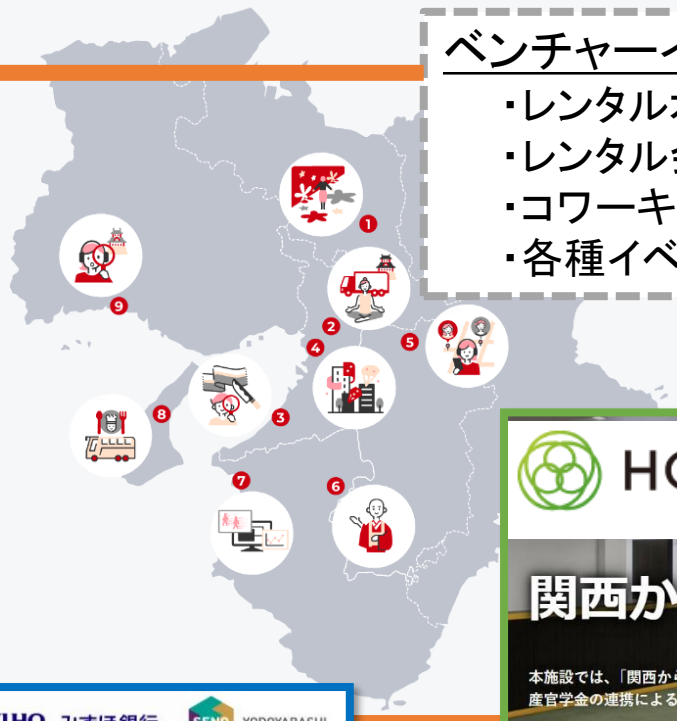 ベンチャー
・レンタル
・レンタル
・コワーキ
・各種イベ
1
2
3
4
5
6
7
8
9
関西か
本施設では、「関西か
産官学金の連携による
みずほ銀行
YODOYABASHI